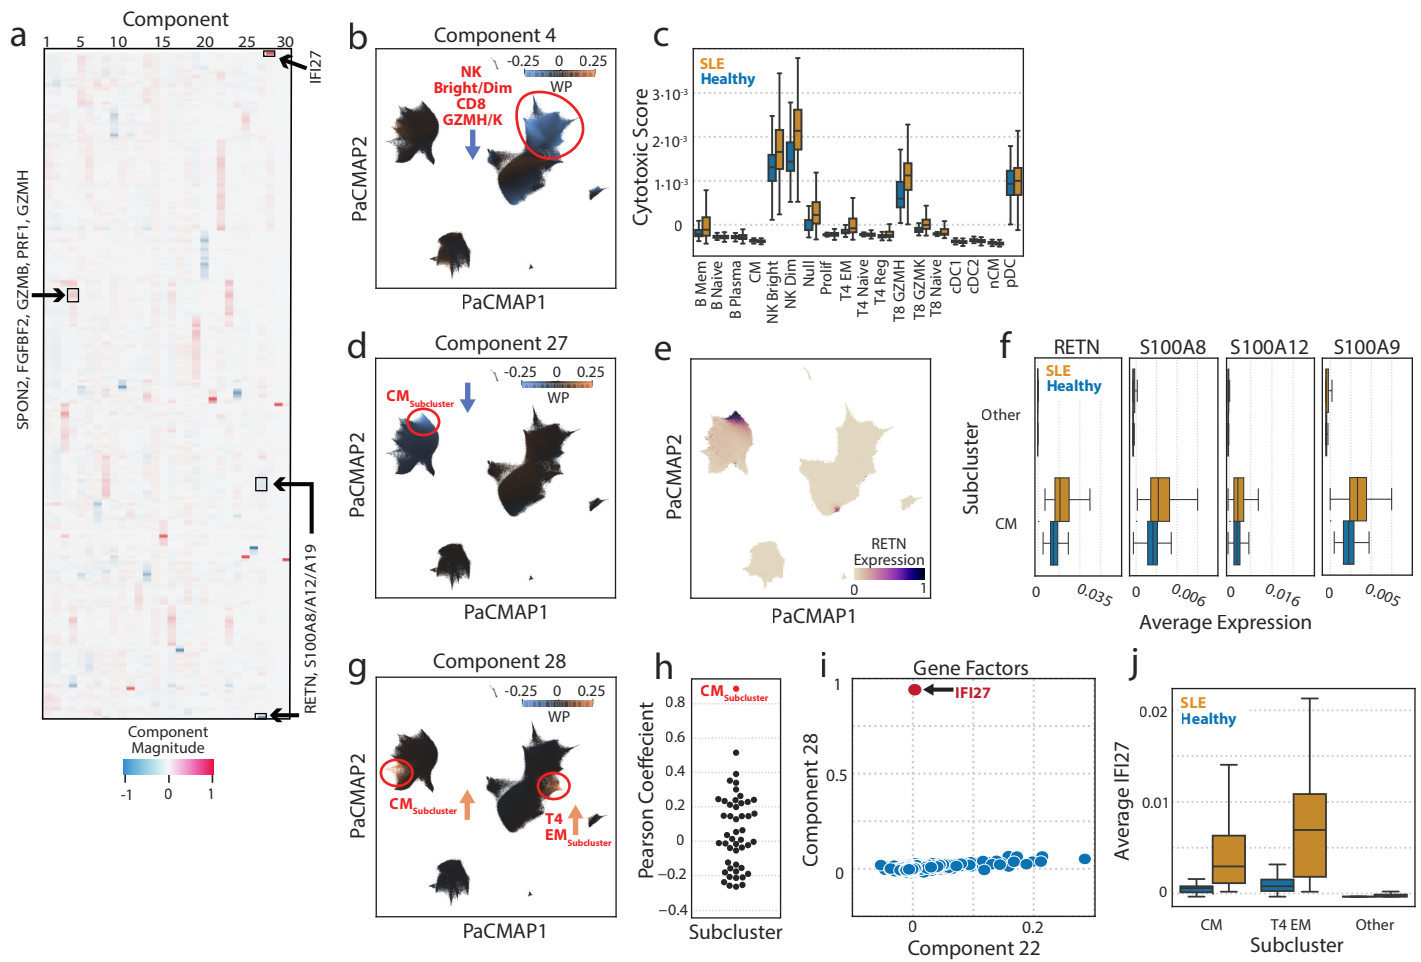 a
Component
1 5 10 15 20 25 30
IFI27
SPON2, FGFBF2, GZMB, PRF1, GZMH
RETN, S100A8/A12/A19
Component
Magnitude
-1 0 1
b
Component 4
-0.25 0.25
WP
NK
Bright/Dim
CD8
GZMH/K
PaCMAP2
PaCMAP1
c
SLE
Healthy
Cytotoxic Score
3·10⁻³
2·10⁻³
1·10⁻³
0
B Mem
B Naive
B Plasma
CM
NK Bright
NK Dim
Null
Prolif
T4 EM
T4 Naive
T4 Reg
T8 GZMH
T8 GZMK
T8 Naive
cDC1
cDC2
nCM
pDC
d
Component 27
-0.25 0.25
WP
CM Subcluster
PaCMAP2
PaCMAP1
e
PaCMAP2
RETN
Expression
0 1
PaCMAP1
f
RETN
S100A8
S100A12
S100A9
SLE
Healthy
Other
Subcluster
CM
0 0.035
0 0.006
0 0.016
0 0.005
Average Expression
g
Component 28
-0.25 0.25
WP
CM Subcluster
T4
EM Subcluster
PaCMAP2
PaCMAP1
h
CM Subcluster
Pearson Coeffecient
0.8
0.6
0.4
0.2
0
−0.2
−0.4
Subcluster
i
Gene Factors
IFI27
Component 28
1
0.5
0
0 0.2
Component 22
j
SLE
Healthy
Average IFI27
0.02
0.01
0
CM
T4 EM
Other
Subcluster